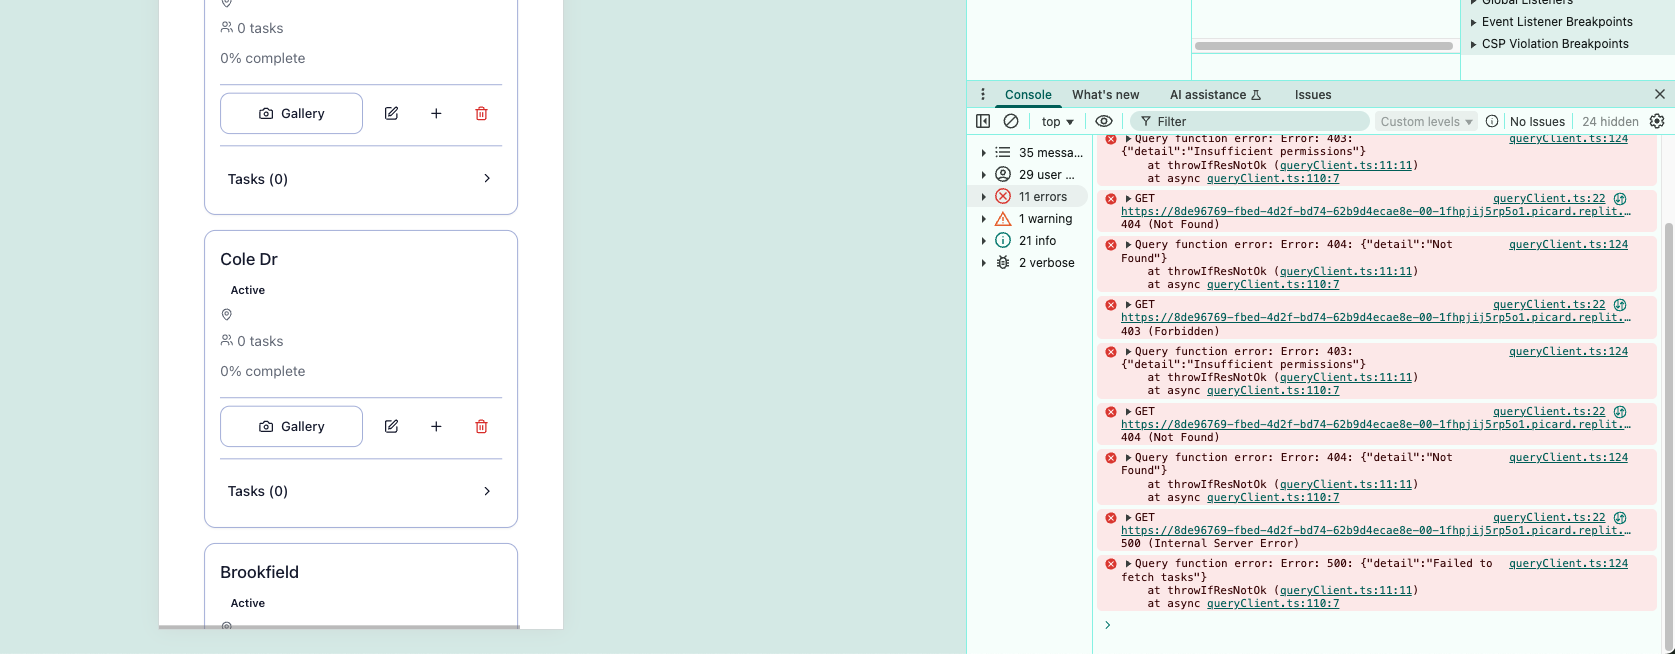 0 tasks
0% complete
Gallery
Tasks (0)
Cole Dr
Active
0 tasks
0% complete
Gallery
Tasks (0)
Brookfield
Active
Global Listeners
Event Listener Breakpoints
CSP Violation Breakpoints
Console What's new AI assistance Issues
top Filter Custom levels No Issues 24 hidden
35 messa...
29 user ...
11 errors
1 warning
21 info
2 verbose
Query function error: Error: 403: queryClient.ts:124
{"detail":"Insufficient permissions"}
at throwIfResNotOk (queryClient.ts:11:11)
at async queryClient.ts:110:7
GET queryClient.ts:22
https://8de96769-fbed-4d2f-bd74-62b9d4ecae8e-00-1fhpjij5rp5o1.picard.replit.…
404 (Not Found)
Query function error: Error: 404: {"detail":"Not queryClient.ts:124
Found"}
at throwIfResNotOk (queryClient.ts:11:11)
at async queryClient.ts:110:7
GET queryClient.ts:22
https://8de96769-fbed-4d2f-bd74-62b9d4ecae8e-00-1fhpjij5rp5o1.picard.replit.…
403 (Forbidden)
Query function error: Error: 403: queryClient.ts:124
{"detail":"Insufficient permissions"}
at throwIfResNotOk (queryClient.ts:11:11)
at async queryClient.ts:110:7
GET queryClient.ts:22
https://8de96769-fbed-4d2f-bd74-62b9d4ecae8e-00-1fhpjij5rp5o1.picard.replit.…
404 (Not Found)
Query function error: Error: 404: {"detail":"Not queryClient.ts:124
Found"}
at throwIfResNotOk (queryClient.ts:11:11)
at async queryClient.ts:110:7
GET queryClient.ts:22
https://8de96769-fbed-4d2f-bd74-62b9d4ecae8e-00-1fhpjij5rp5o1.picard.replit.…
500 (Internal Server Error)
Query function error: Error: 500: {"detail":"Failed to queryClient.ts:124
fetch tasks"}
at throwIfResNotOk (queryClient.ts:11:11)
at async queryClient.ts:110:7